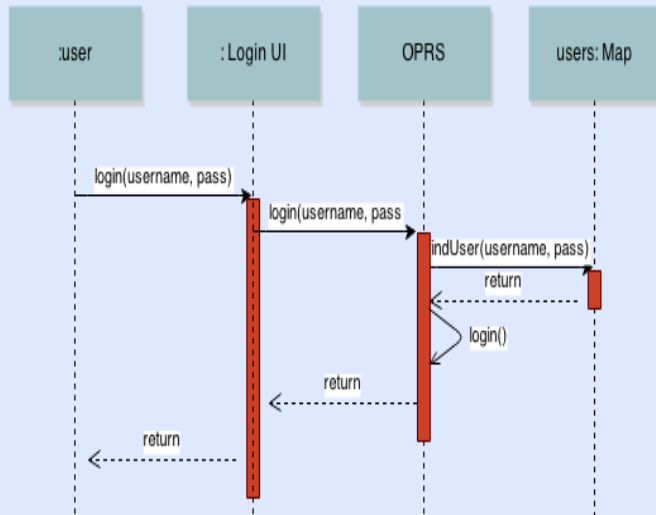 :user
: Login UI
OPRS
users: Map
login(username, pass)
login(username, pass
indUser(username, pass)
return
login()
return
return